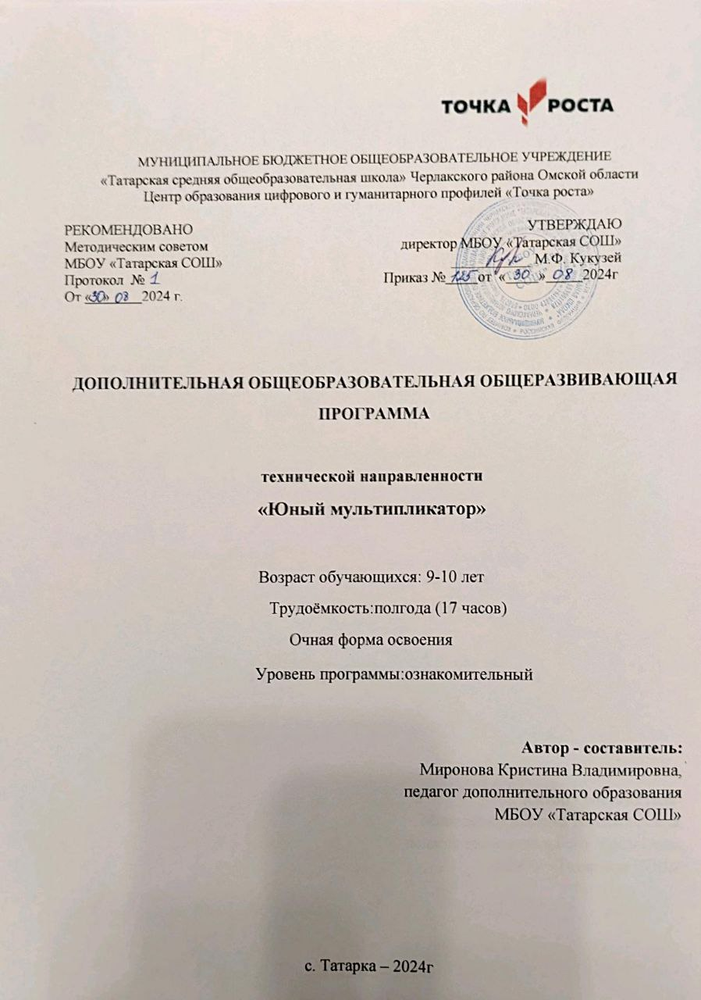 ТОЧКА РОСТА
МУНИЦИПАЛЬНОЕ БЮДЖЕТНОЕ ОБЩЕОБРАЗОВАТЕЛЬНОЕ УЧРЕЖДЕНИЕ
«Татарская средняя общеобразовательная школа» Черлакского района Омской области
Центр образования цифрового и гуманитарного профилей «Точка роста»
РЕКОМЕНДОВАНО
Методическим советом
МБОУ «Татарская СОШ»
Протокол № 1
От «30» 08 2024 г.
УТВЕРЖДАЮ
директор МБОУ «Татарская СОШ»
М.Ф. Кукузей
Приказ № 125 от «30» 08 2024г
ДОПОЛНИТЕЛЬНАЯ ОБЩЕОБРАЗОВАТЕЛЬНАЯ ОБЩЕРАЗВИВАЮЩАЯ
ПРОГРАММА
технической направленности
«Юный мультипликатор»
Возраст обучающихся: 9-10 лет
Трудоёмкость:полгода (17 часов)
Очная форма освоения
Уровень программы:ознакомительный
Автор - составитель:
Миронова Кристина Владимировна,
педагог дополнительного образования
МБОУ «Татарская СОШ»
с. Татарка – 2024г